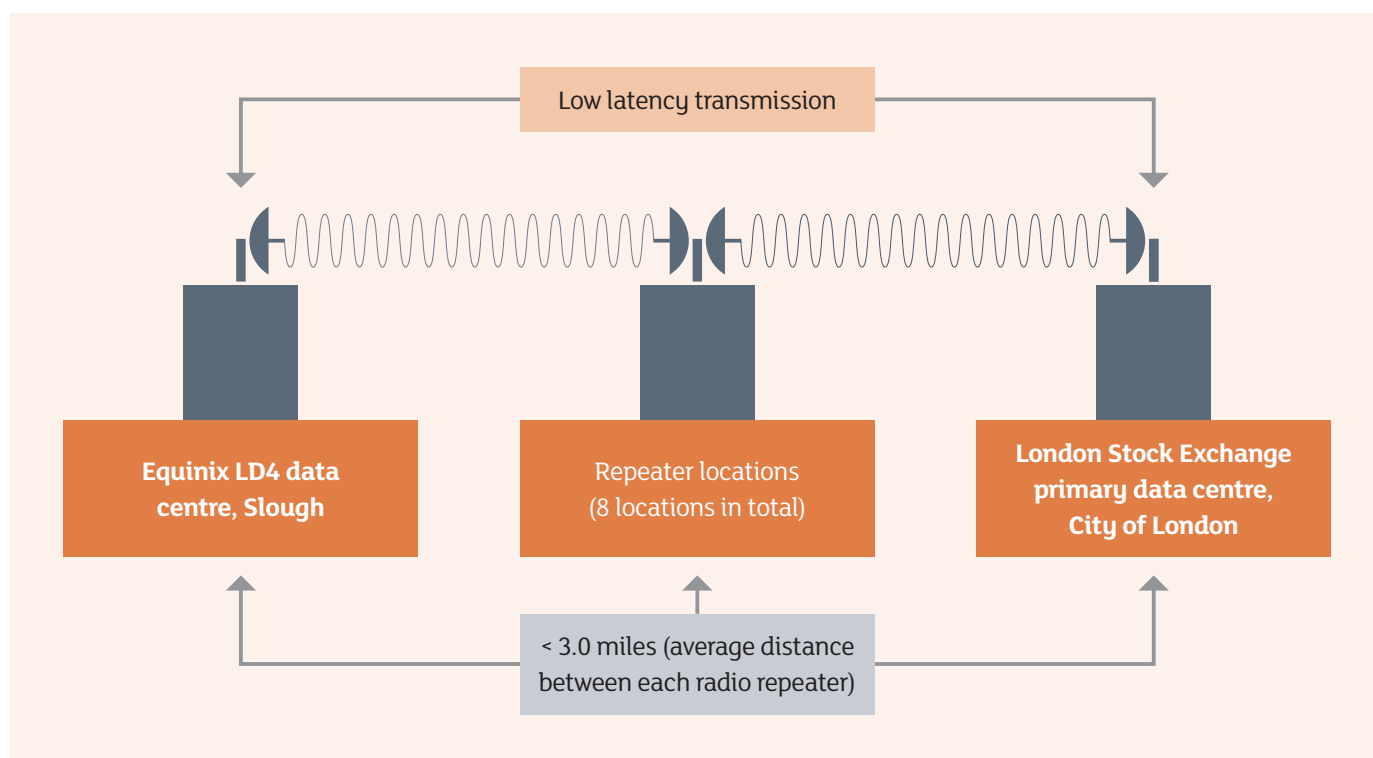 Low latency transmission
Equinix LD4 data
centre, Slough
Repeater locations
(8 locations in total)
London Stock Exchange
primary data centre,
City of London
< 3.0 miles (average distance
between each radio repeater)